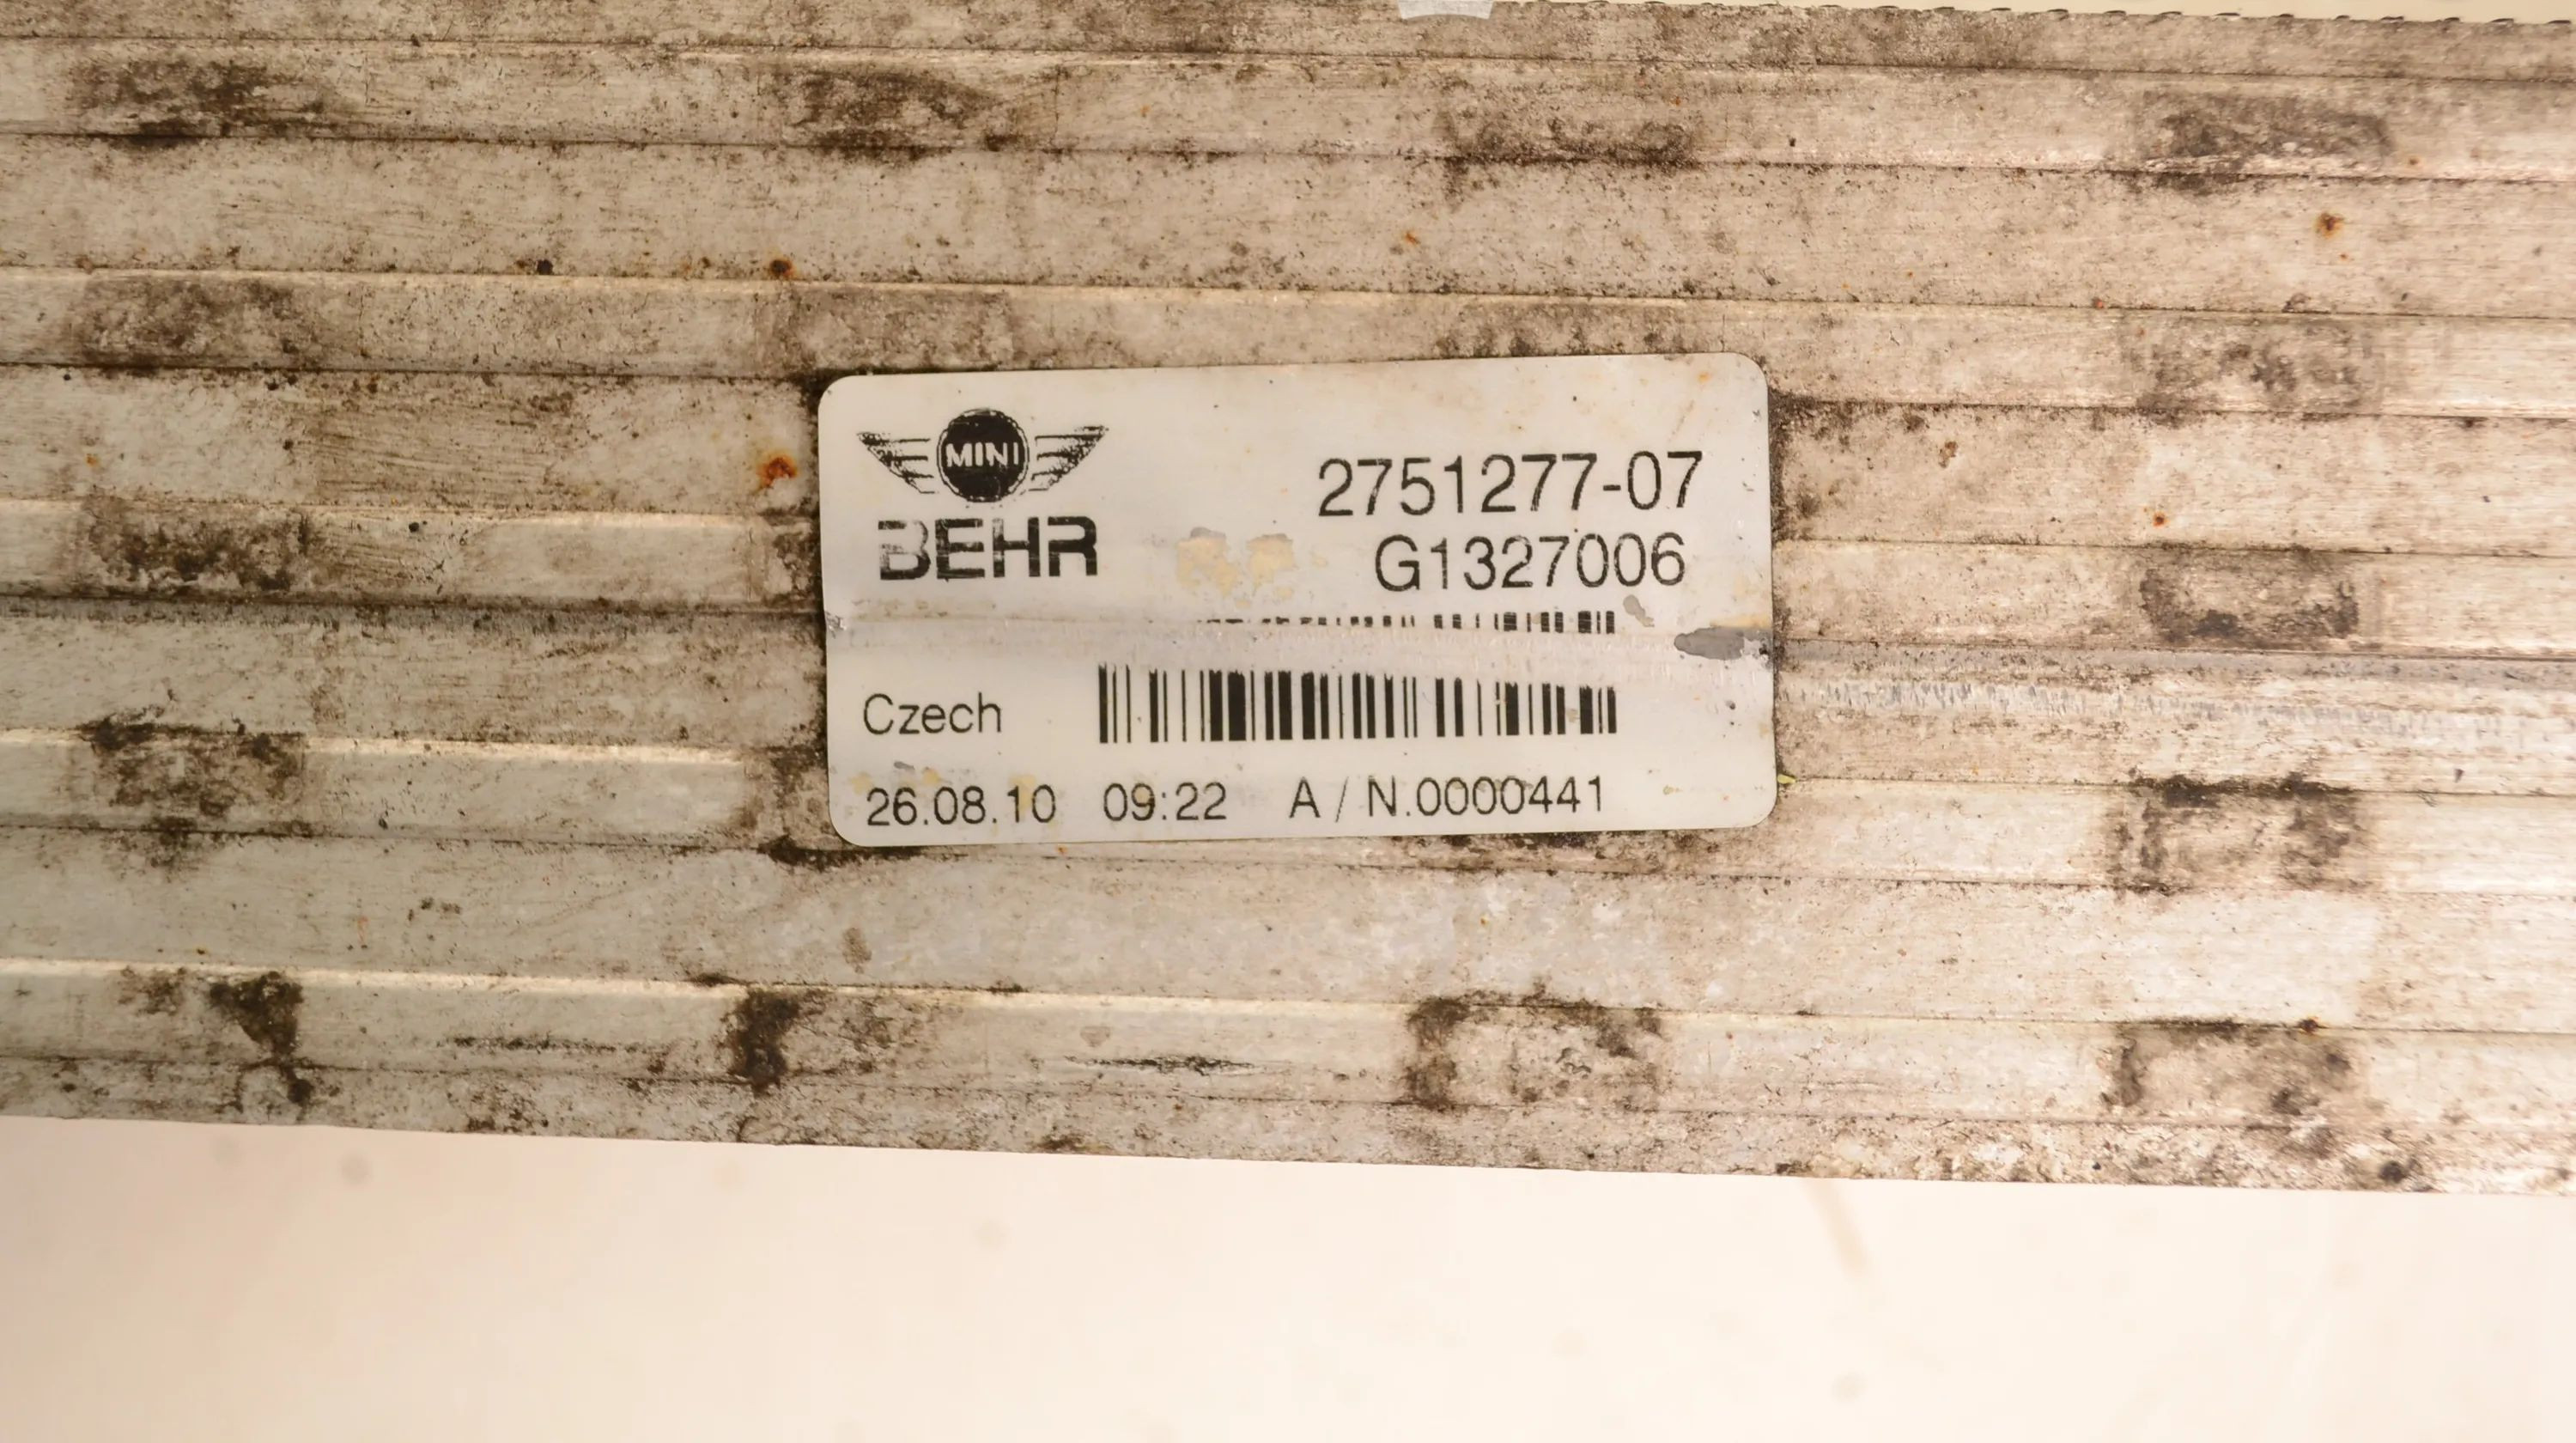 MINI
BEHR
2751277-07
G1327006
Czech
26.08.10 09:22 A / N.0000441